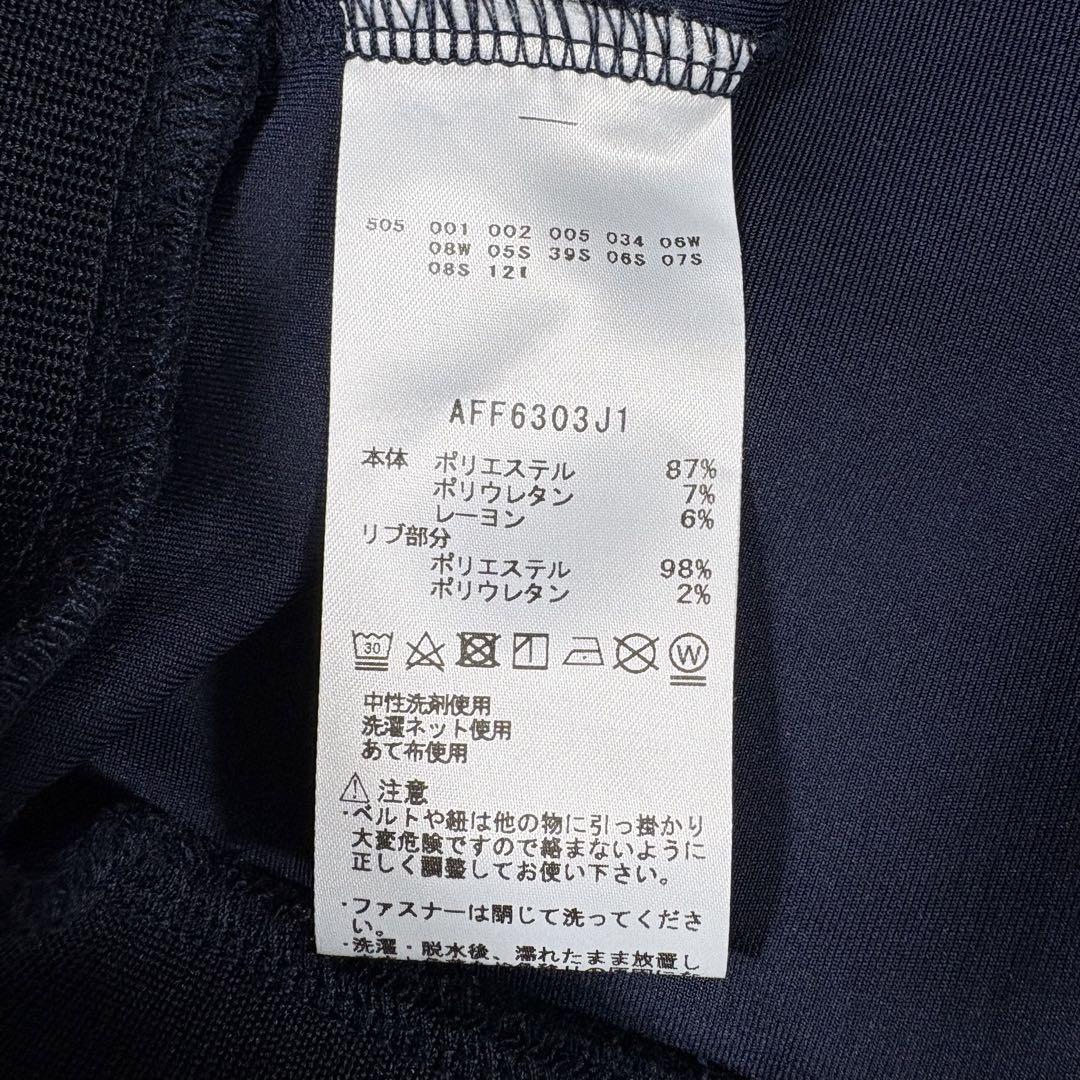 505 001 002 005 034 06W
08W 05S 39S 06S 07S
08S
AFF6303J1
本体 ポリエステル 87%
ポリウレタン 7%
レーヨン 6%
リブ部分
ポリエステル 98%
ポリウレタン 2%
30 W
中性洗剤使用
洗濯ネット使用
あて布使用
注意
・ベルトや紐は他の物に引っ掛かり
大変危険ですので絡まないように
正しく調整してお使い下さい。
・ファスナーは閉じて洗ってくださ
い。
・洗濯・脱水後、濡れたまま放置し